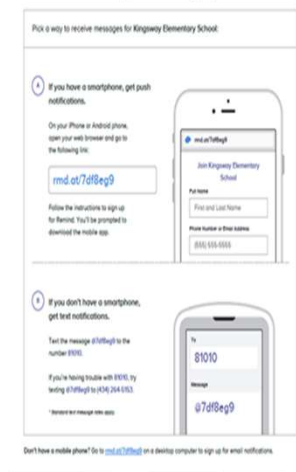 Pick a way to receive messages for Kingsway Elementary School:
A
If you have a smartphone, get push
notifications.
On your iPhone or Android phone,
open your web browser and go to
the following link:
rmd.at/7df8eg9
Follow the instructions to sign up
for Remind. You'll be prompted to
download the mobile app.
rmd.at/7df8eg9
Join Kingsway Elementary
School
Full Name
First and Last Name
Phone Number or Email Address
(555) 555-5555
B
If you don't have a smartphone,
get text notifications.
Text the message @7df8eg9 to the
number 81010.
If you're having trouble with 81010, try
texting @7df8eg9 to
* Standard text message rates apply.
To
81010
Message
@7df8eg9
Don't have a mobile phone? Go to rmd.at/7df8eg9 on a desktop computer to sign up for email notifications.